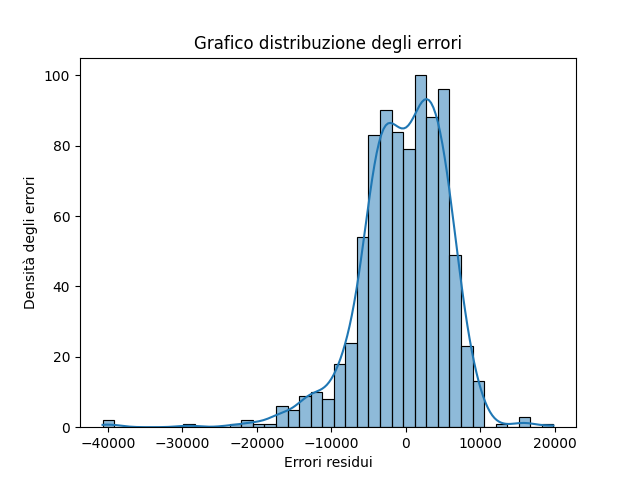 Grafico distribuzione degli errori
Densità degli errori
100
80
60
40
20
0
−40000 −30000 −20000 −10000 0 10000 20000
Errori residui